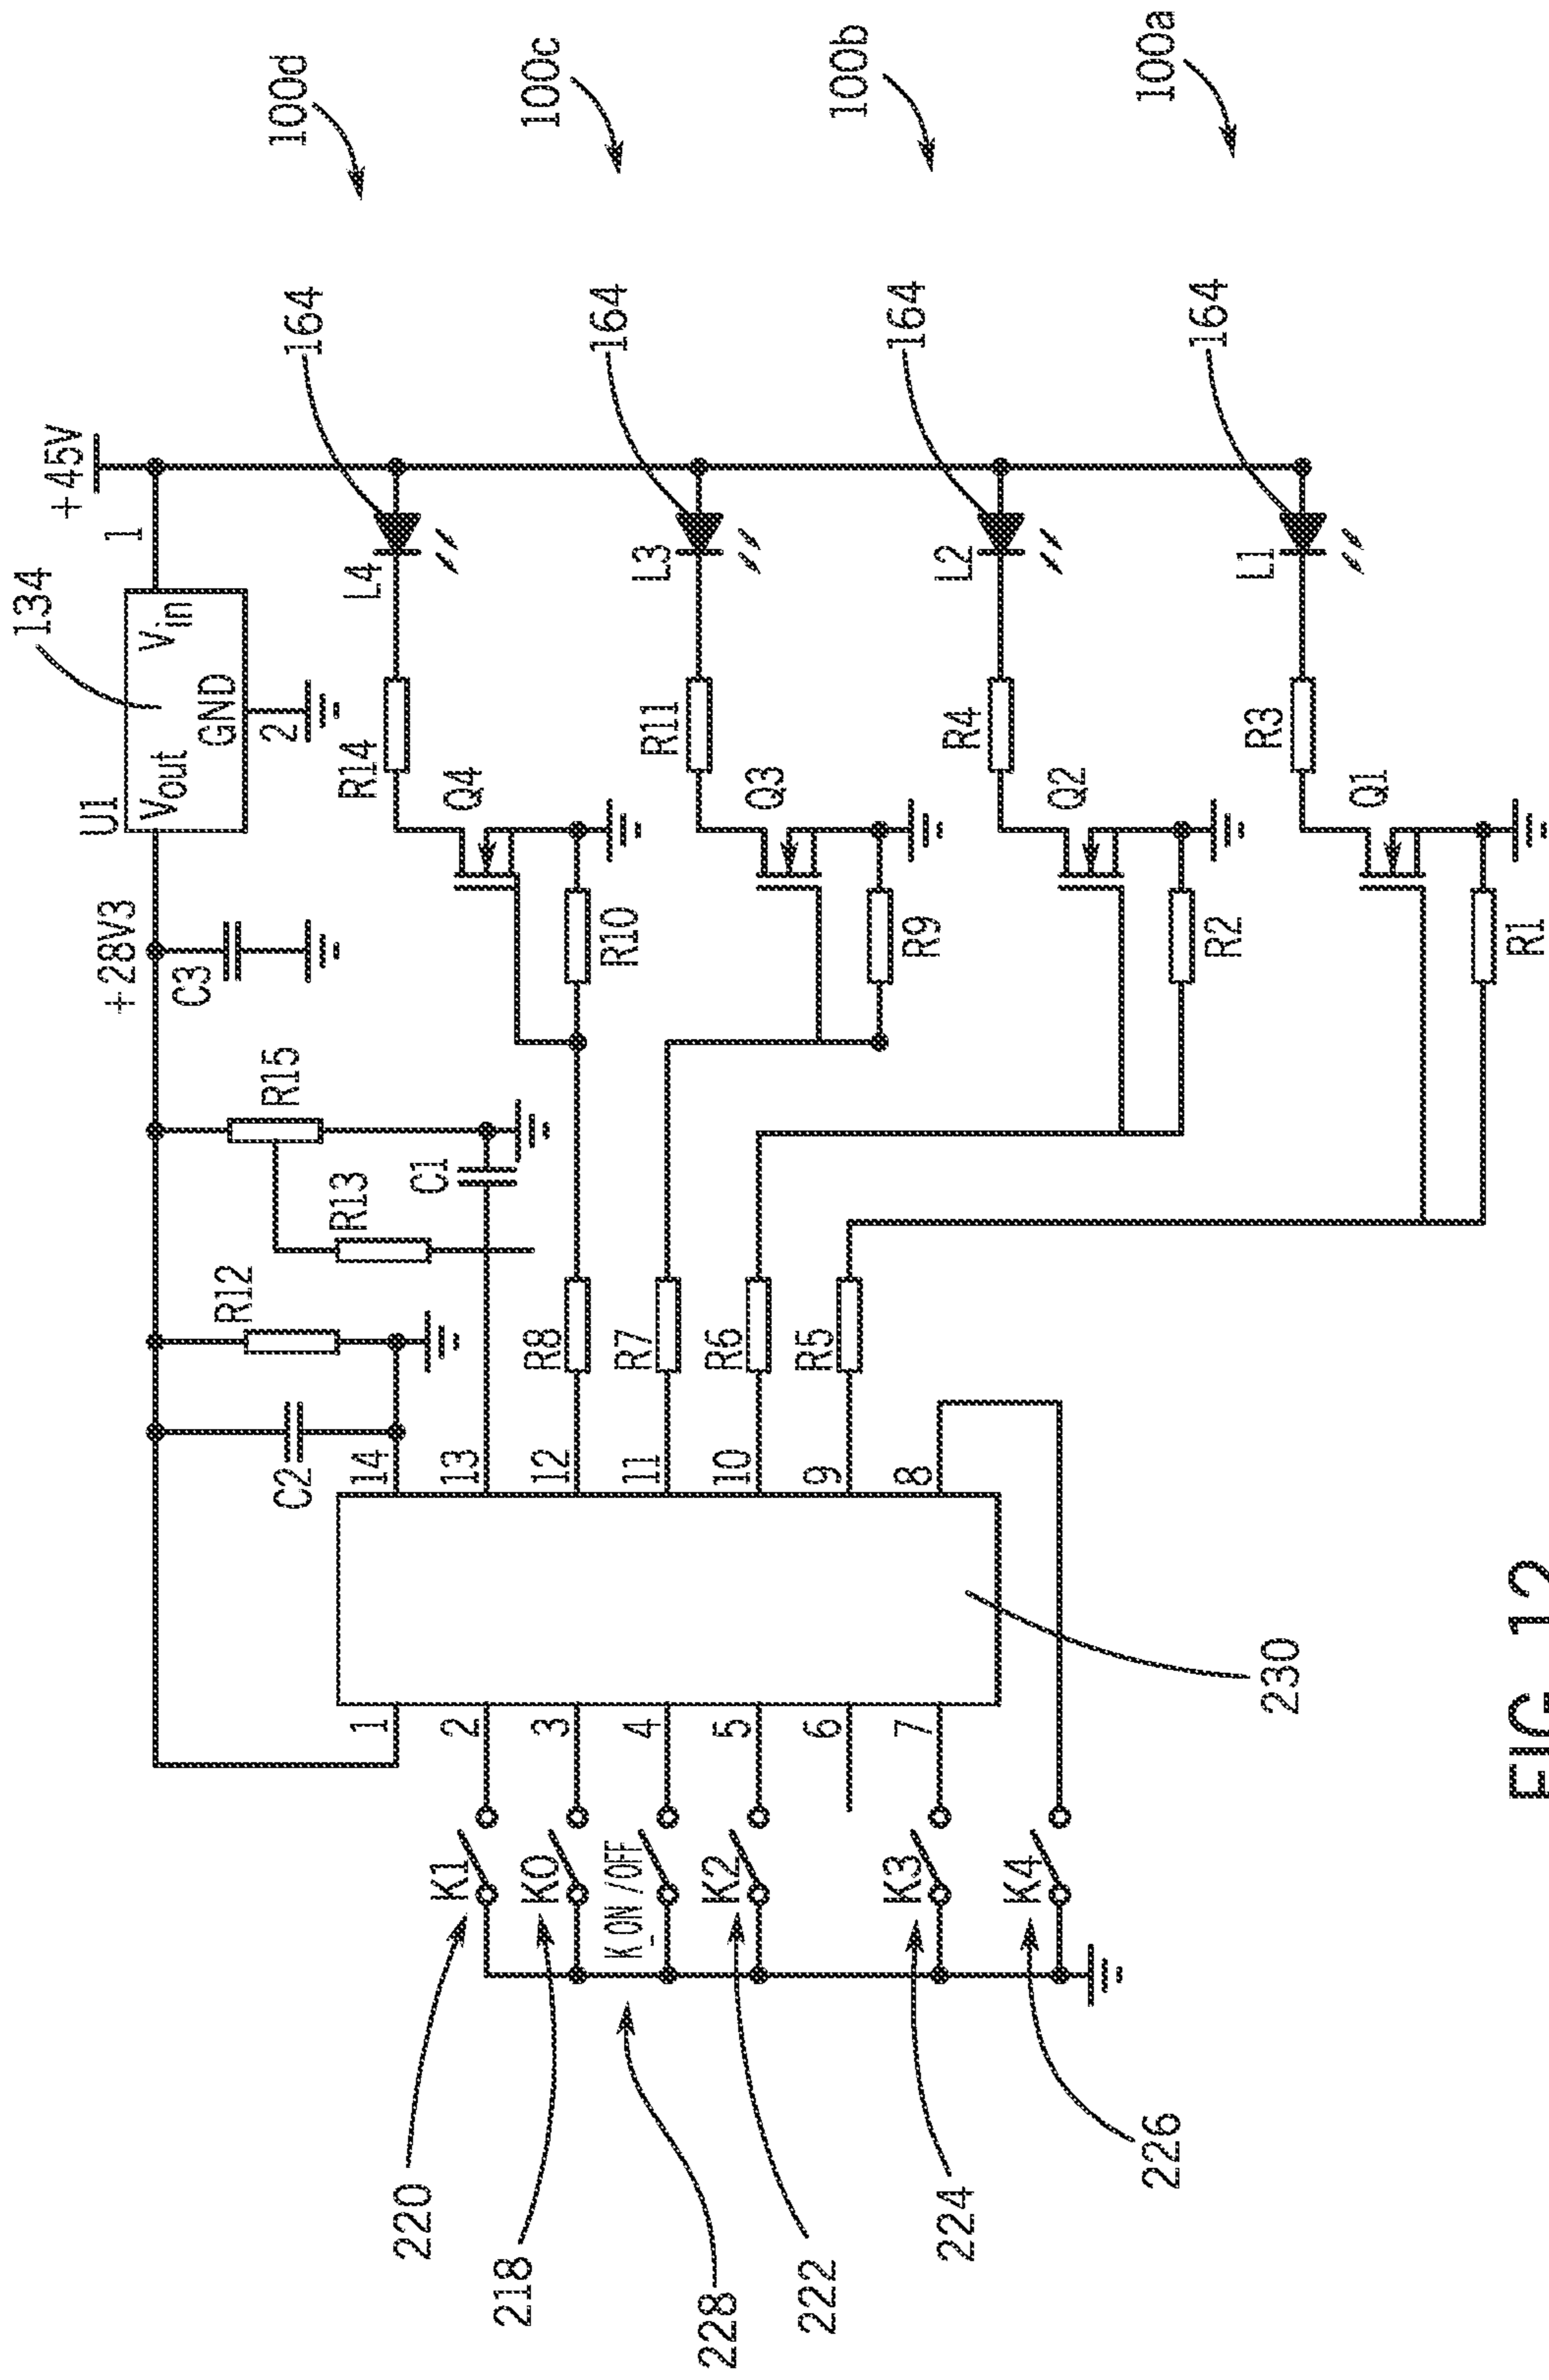 100d
100c
100b
100a
164
164
164
164
+45V
1
134
U1
Vout
Vin
GND
2
+28V3
C3
R15
R13
C1
R12
C2
L4
L3
L2
L1
R14
R11
R4
R3
Q4
Q3
Q2
Q1
R10
R9
R2
R1
R8
R7
R6
R5
14
13
12
11
10
9
8
1
2
3
4
5
6
7
230
K1
K0
K_ON/OFF
K2
K3
K4
220
218
228
222
224
226
FIG. 12